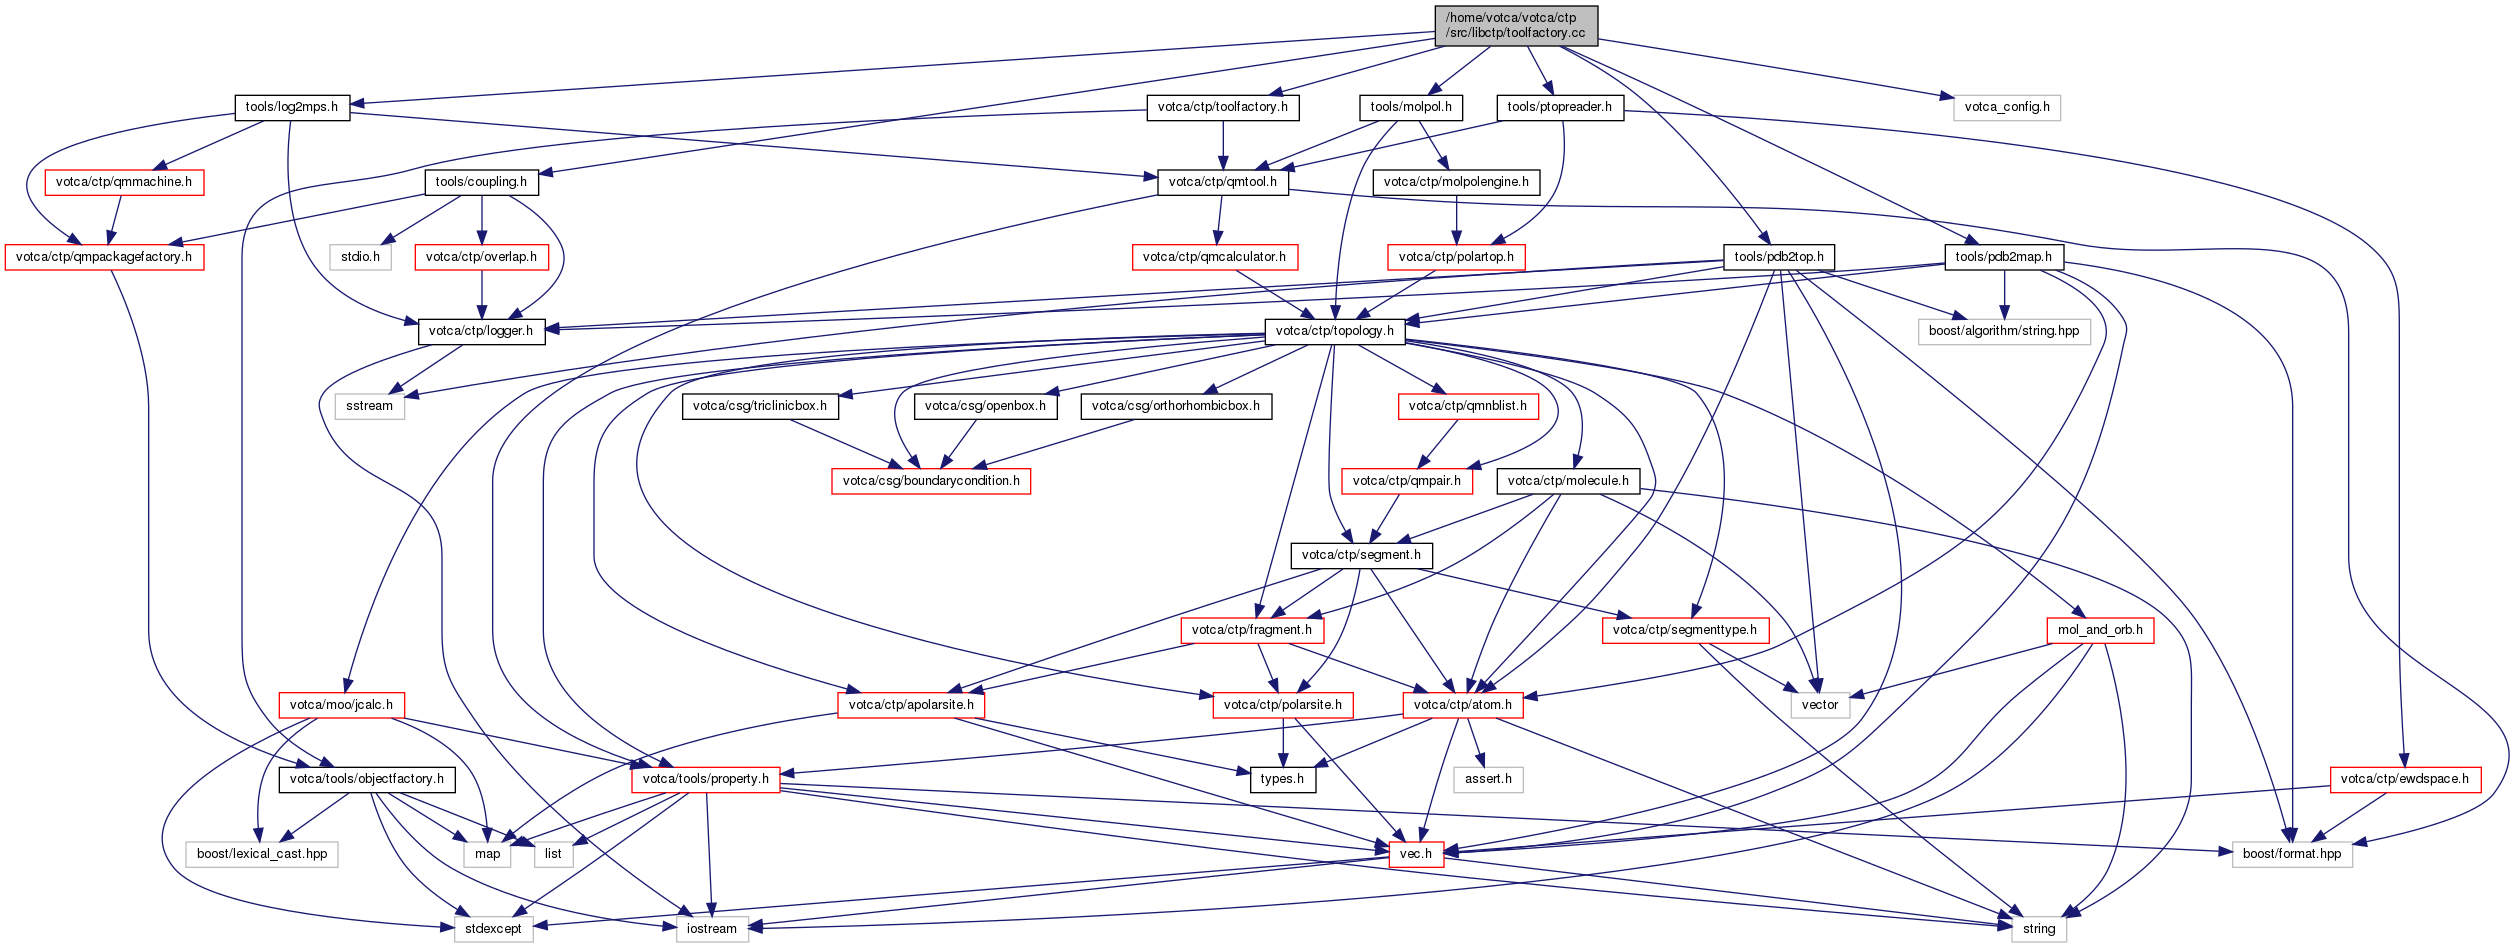 /home/votca/votca/ctp
/src/libctp/toolfactory.cc
tools/log2mps.h
votca/ctp/toolfactory.h
tools/molpol.h
tools/ptopreader.h
votca_config.h
votca/ctp/qmmachine.h
tools/coupling.h
votca/ctp/qmtool.h
votca/ctp/molpolengine.h
votca/ctp/qmpackagefactory.h
stdio.h
votca/ctp/overlap.h
votca/ctp/qmcalculator.h
votca/ctp/polartop.h
tools/pdb2top.h
tools/pdb2map.h
votca/ctp/logger.h
votca/ctp/topology.h
boost/algorithm/string.hpp
sstream
votca/csg/triclinicbox.h
votca/csg/openbox.h
votca/csg/orthorhombicbox.h
votca/ctp/qmnblist.h
votca/csg/boundarycondition.h
votca/ctp/qmpair.h
votca/ctp/molecule.h
votca/ctp/segment.h
votca/ctp/fragment.h
votca/ctp/segmenttype.h
mol_and_orb.h
votca/moo/jcalc.h
votca/ctp/apolarsite.h
votca/ctp/polarsite.h
votca/ctp/atom.h
vector
votca/tools/objectfactory.h
votca/tools/property.h
types.h
assert.h
votca/ctp/ewdspace.h
boost/lexical_cast.hpp
map
list
vec.h
boost/format.hpp
stdexcept
iostream
string